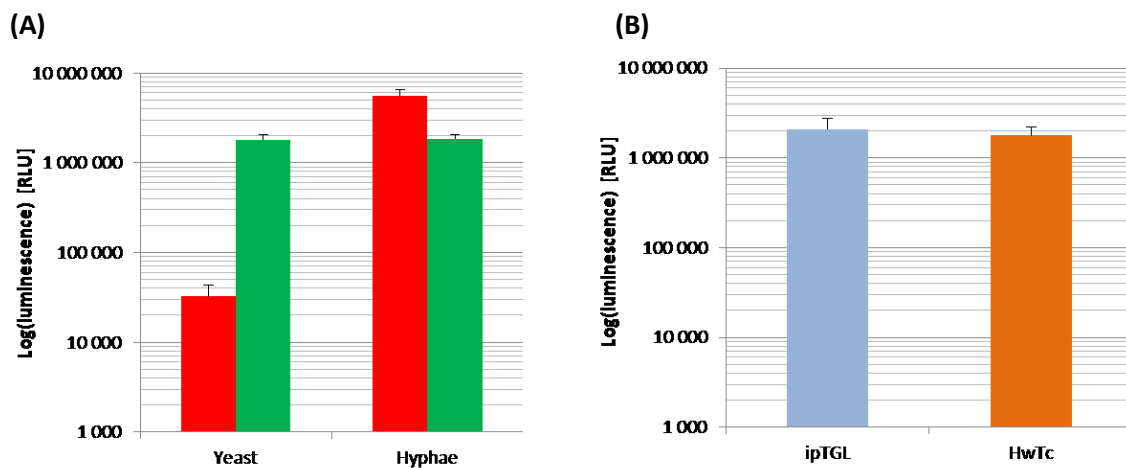 (A)
Log(luminescence) [RLU]
10 000 000
1 000 000
100 000
10 000
1 000
Yeast
Hyphae
(B)
Log(luminescence) [RLU]
10 000 000
1 000 000
100 000
10 000
1 000
ipTGL
HwTc